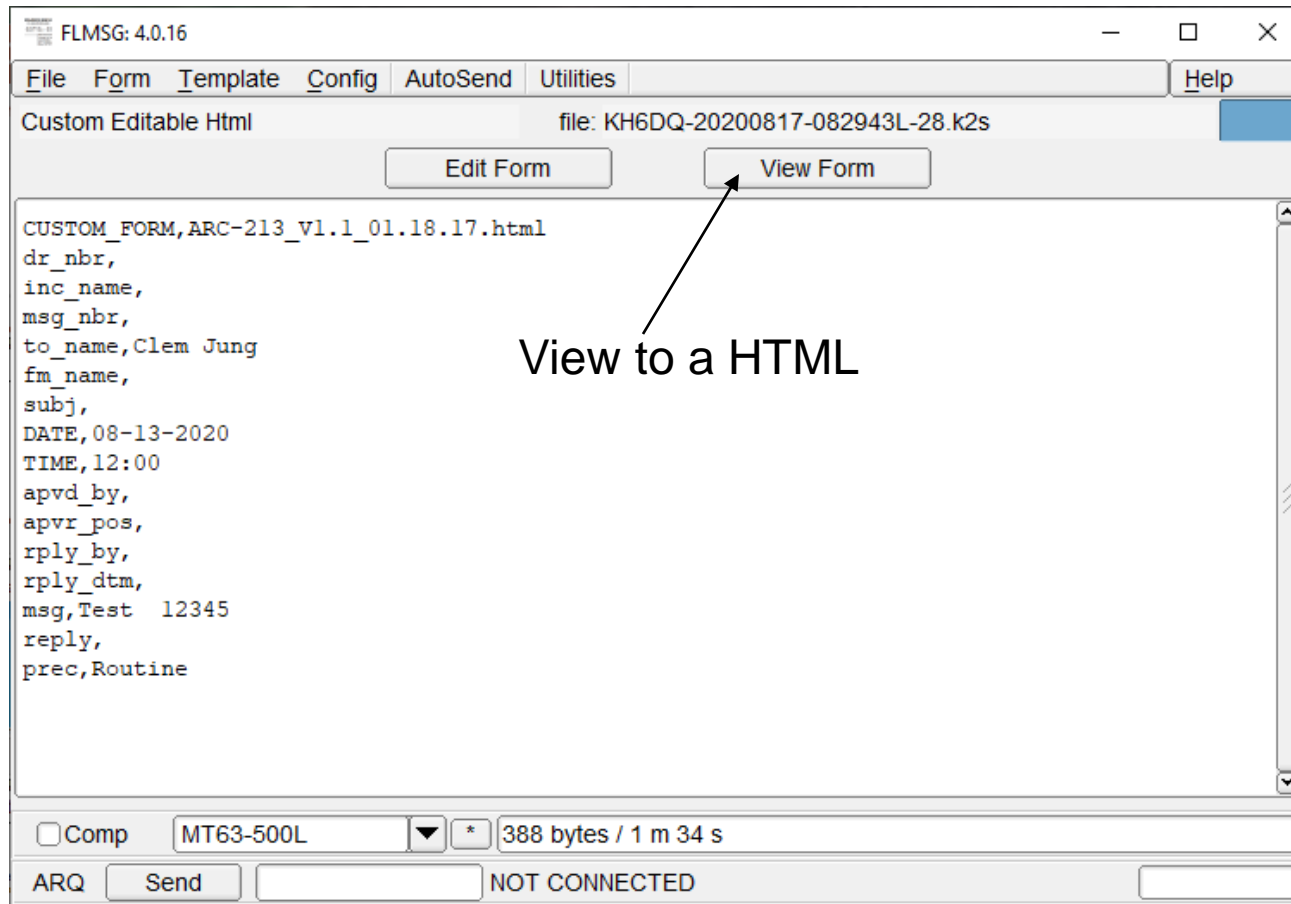 FLMSG: 4.0.16
File Form Template Config AutoSend Utilities Help
Custom Editable Html file: KH6DQ-20200817-082943L-28.k2s
Edit Form View Form
CUSTOM_FORM,ARC-213_V1.1_01.18.17.html
dr_nbr,
inc_name,
msg_nbr,
to_name,Clem Jung
fm_name,
subj,
DATE,08-13-2020
TIME,12:00
apvd_by,
apvr_pos,
rply_by,
rply_dtm,
msg,Test  12345
reply,
prec,Routine
View to a HTML
Comp MT63-500L * 388 bytes / 1 m 34 s
ARQ Send NOT CONNECTED